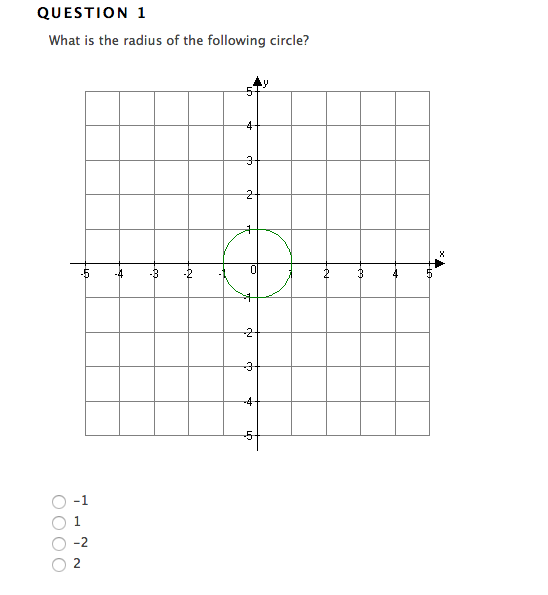 QUESTION 1
What is the radius of the following circle?
y
5
4
3
2
1
x
-5 -4 -3 -2 -1 0 1 2 3 4 5
-1
-2
-3
-4
-5
-1
1
-2
2